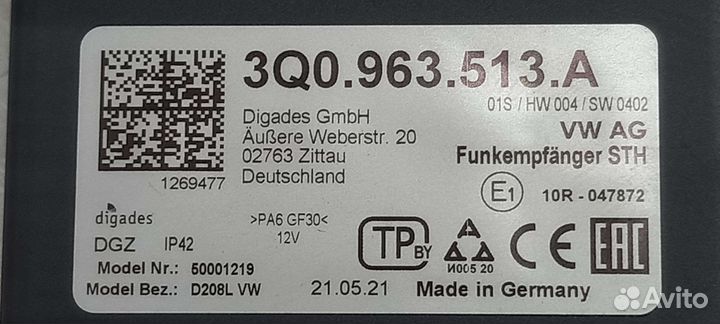 3Q0.963.513.A
01S / HW 004 / SW 0402
Digades GmbH
Äußere Weberstr. 20
02763 Zittau
Deutschland
VW AG
Funkempfänger STH
1269477
E1
10R - 047872
digades
DGZ IP42
>PA6 GF30<
12V
TP BY
И005 20
CE
EAC
Model Nr.: 50001219
Model Bez.: D208L VW
21.05.21
Made in Germany
Avito